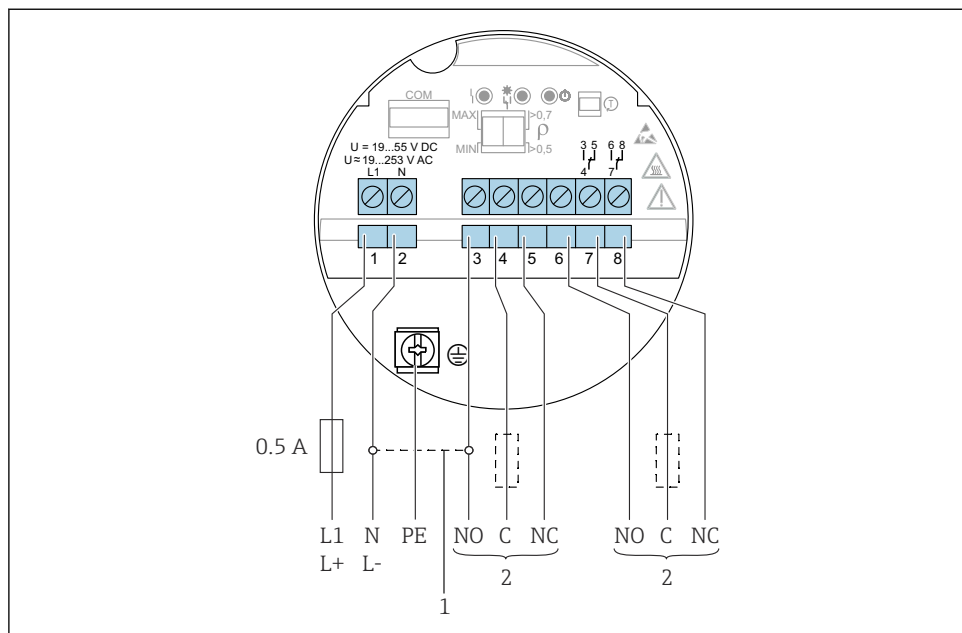 COM
MAX
>0,7
ρ
MIN
>0,5
U = 19...55 V DC
U≈19...253 V AC
L1 N
3 5
4
6 8
7
1 2 3 4 5 6 7 8
0.5 A
L1 N PE NO C NC NO C NC
L+ L-
2 2
1